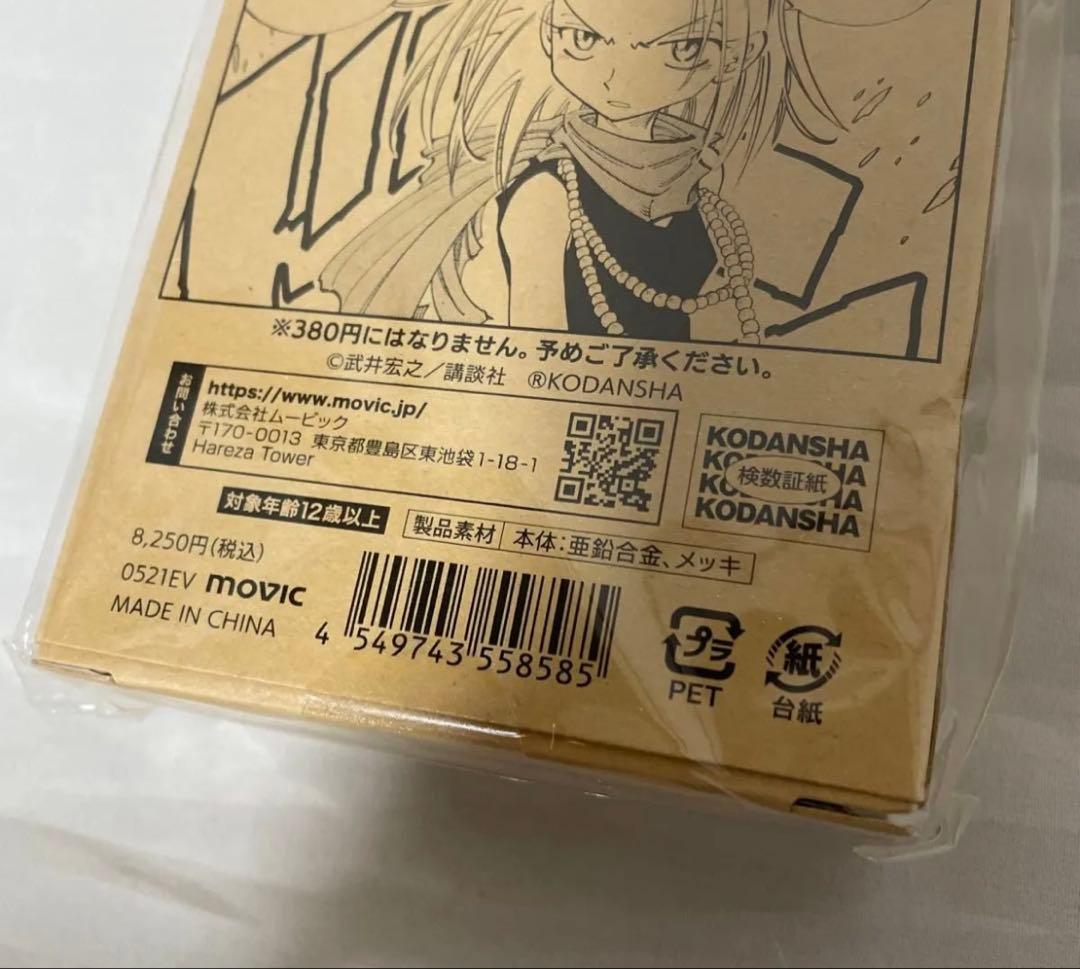 ※380円にはなりません。予めご了承ください。
©武井宏之／講談社 ®KODANSHA
お問い合わせ
https://www.movic.jp/
株式会社ムービック
〒170-0013 東京都豊島区東池袋1-18-1
Hareza Tower
KODANSHA
検数証紙
KODANSHA
対象年齢12歳以上
製品素材 本体：亜鉛合金、メッキ
8,250円(税込)
0521EV movic
MADE IN CHINA
4 549743 558585
プラ
PET
紙
台紙